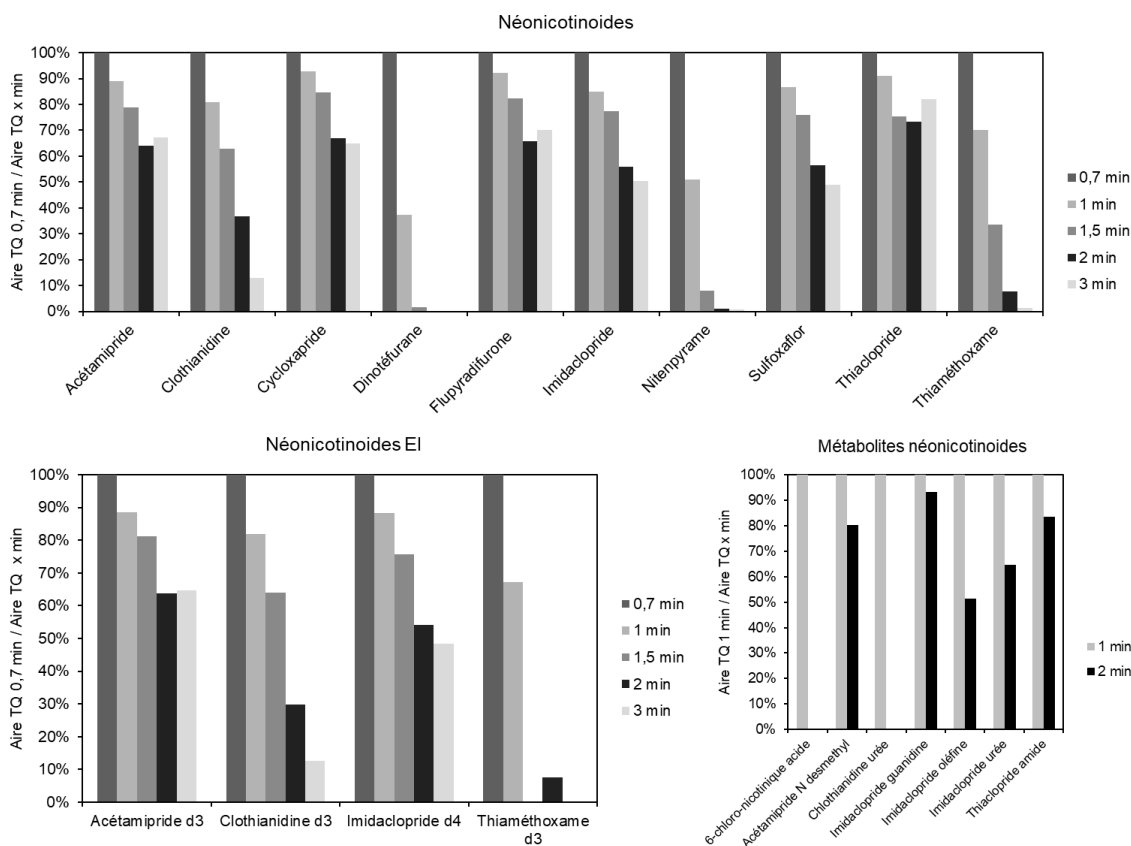 Néonicotinoides
Aire TQ 0,7 min / Aire TQ x min
100%
90%
80%
70%
60%
50%
40%
30%
20%
10%
0%
Acétamipride
Clothianidine
Cycloxapride
Dinotéfurane
Flupyradifurone
Imidaclopride
Nitenpyrame
Sulfoxaflor
Thiaclopride
Thiaméthoxame
0,7 min
1 min
1,5 min
2 min
3 min
Néonicotinoides EI
Aire TQ 0,7 min / Aire TQ x min
100%
90%
80%
70%
60%
50%
40%
30%
20%
10%
0%
Acétamipride d3
Clothianidine d3
Imidaclopride d4
Thiaméthoxame
d3
0,7 min
1 min
1,5 min
2 min
3 min
Métabolites néonicotinoides
Aire TQ 1 min / Aire TQ x min
100%
90%
80%
70%
60%
50%
40%
30%
20%
10%
0%
6-chloro-nicotinique acide
Acétamipride N desmethyl
Chlothianidine urée
Imidaclopride guanidine
Imidaclopride oléfine
Imidaclopride urée
Thiaclopride amide
1 min
2 min